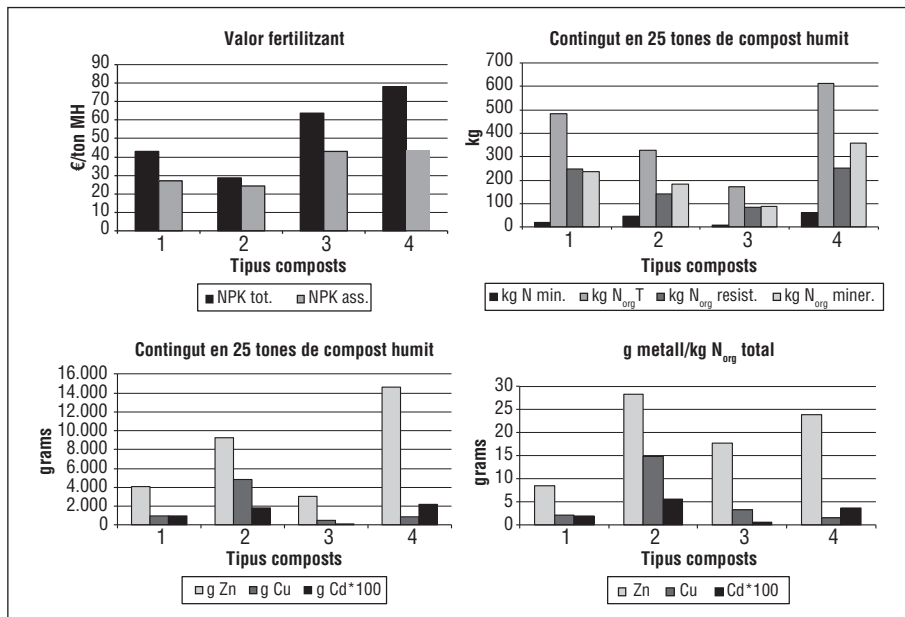 Valor fertilitzant
€/ton MH
90
80
70
60
50
40
30
20
10
0
1 2 3 4
Tipus composts
NPK tot. NPK ass.
Contingut en 25 tones de compost humit
kg
700
600
500
400
300
200
100
0
1 2 3 4
Tipus composts
kg N min. kg NorgT kg Norg resist. kg Norg miner.
Contingut en 25 tones de compost humit
grams
16.000
14.000
12.000
10.000
8.000
6.000
4.000
2.000
0
1 2 3 4
Tipus composts
g Zn g Cu g Cd*100
g metall/kg Norg total
grams
30
25
20
15
10
5
0
1 2 3 4
Tipus composts
Zn Cu Cd*100